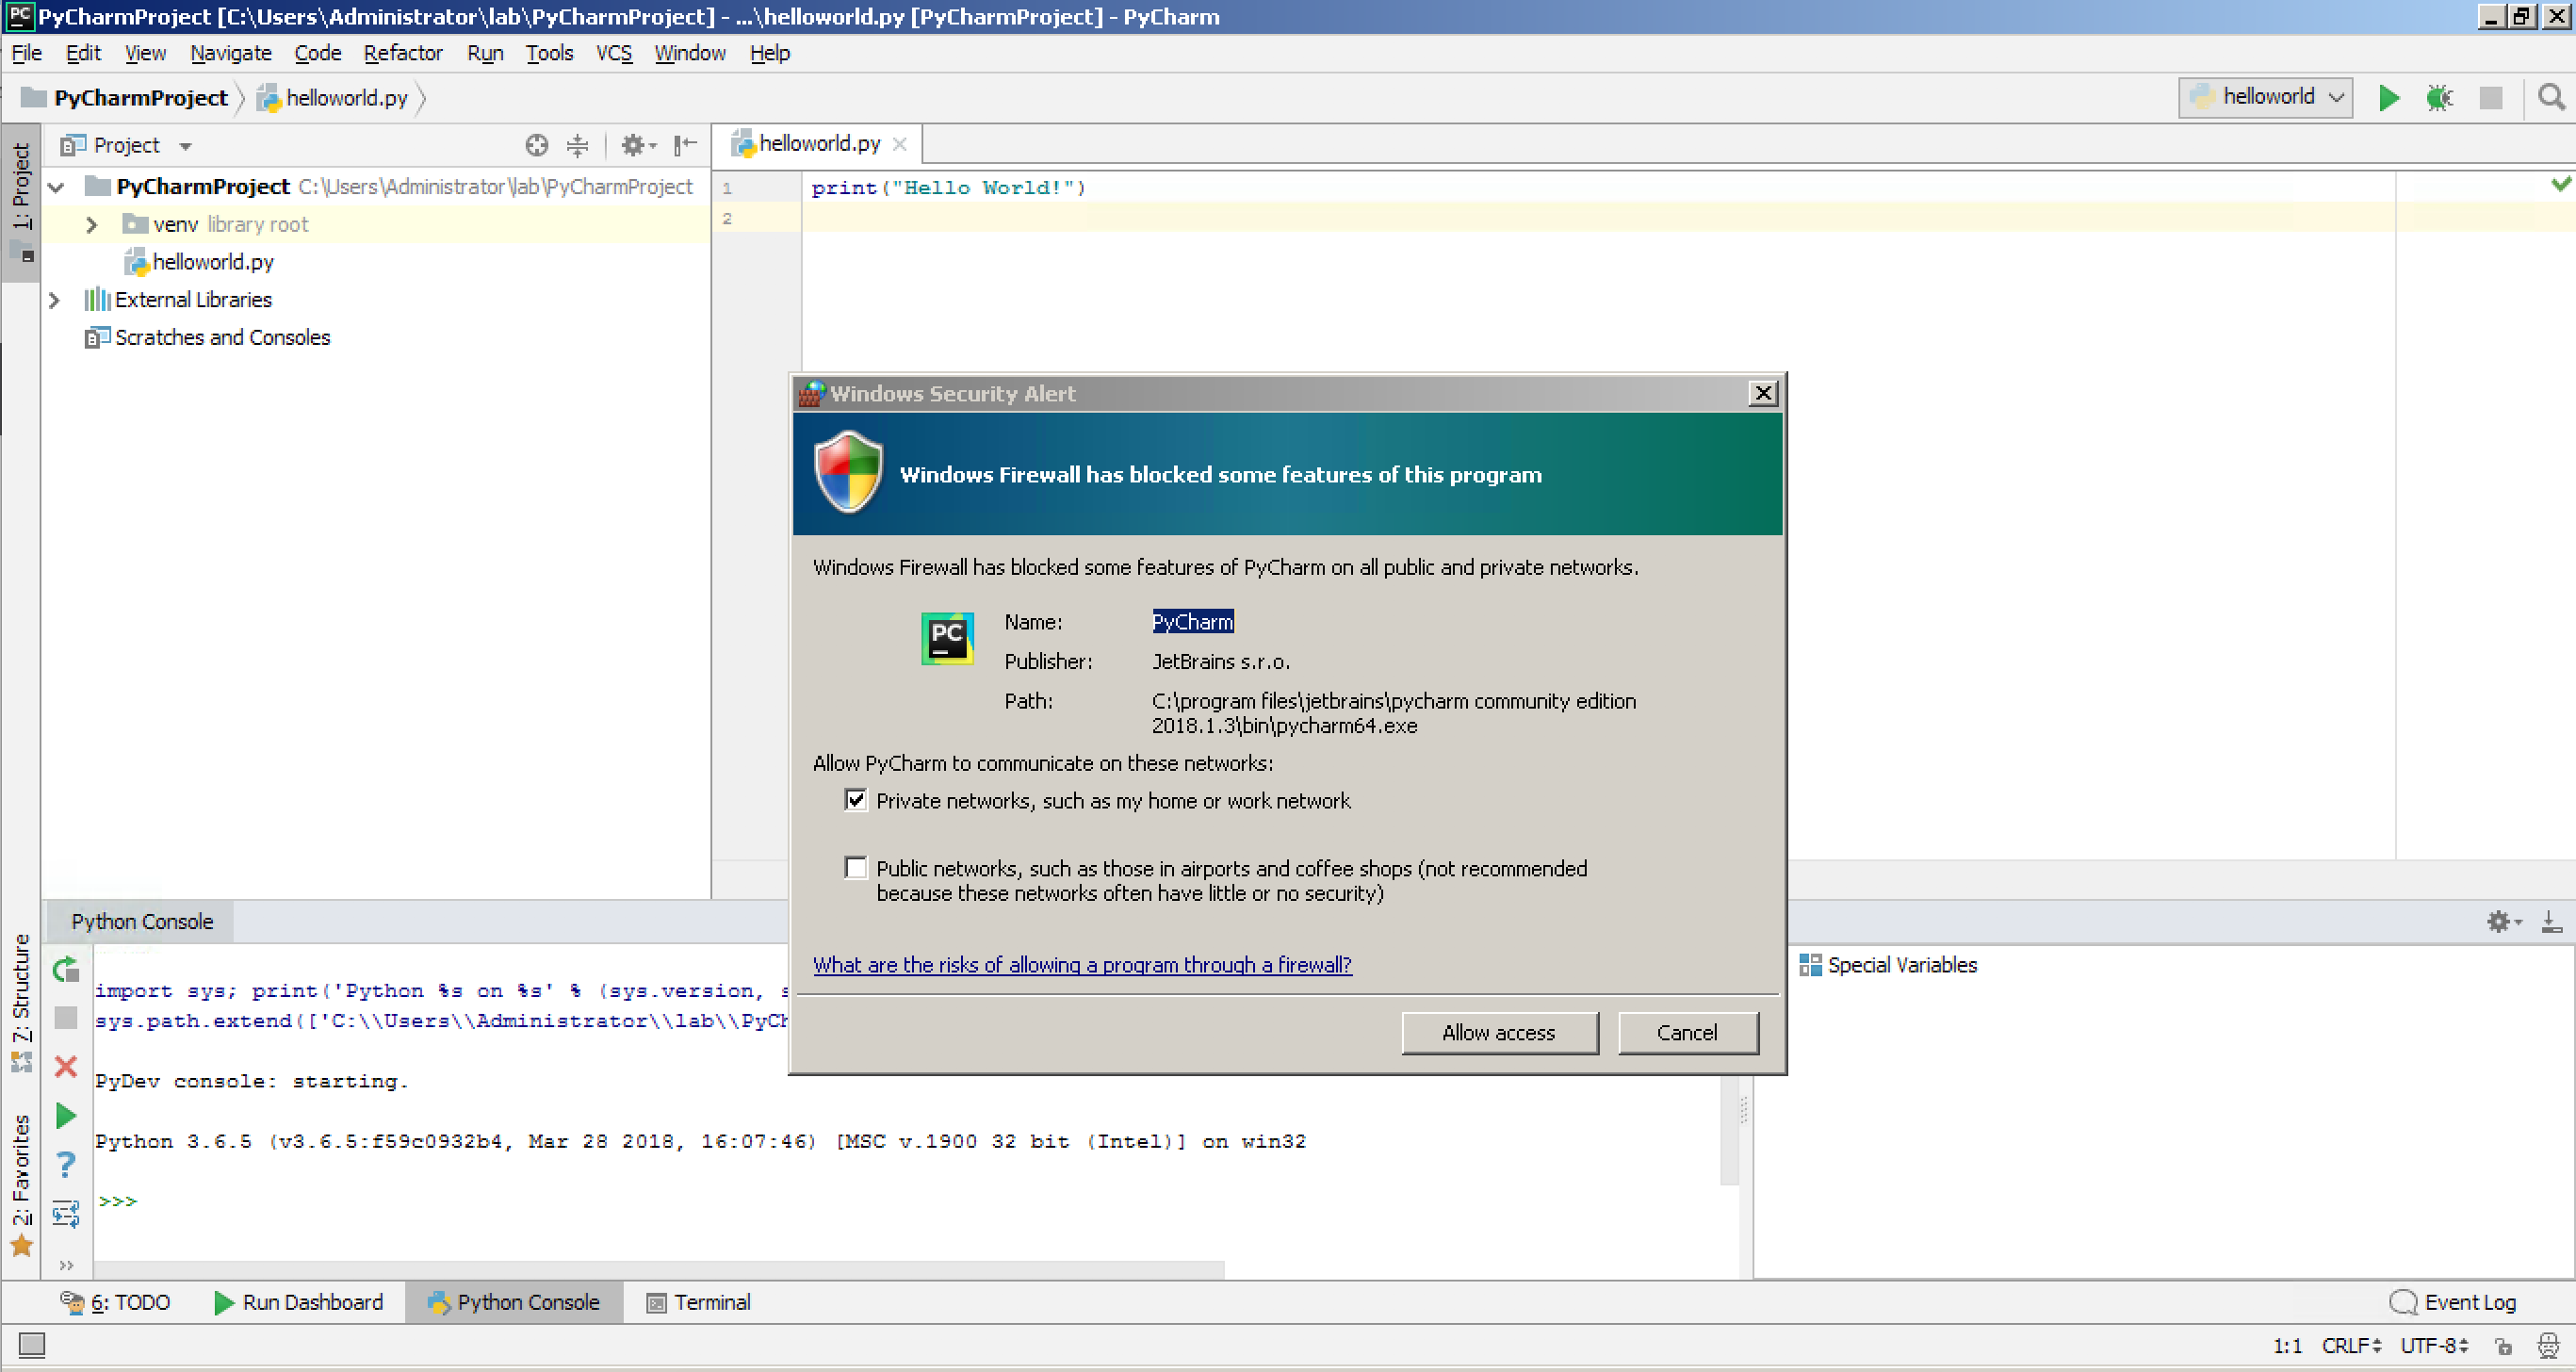 PyCharmProject [C:\Users\Administrator\lab\PyCharmProject] - ...\helloworld.py [PyCharmProject] - PyCharm
File Edit View Navigate Code Refactor Run Tools VCS Window Help
PyCharmProject helloworld.py helloworld
1: Project
Project
helloworld.py
PyCharmProject C:\Users\Administrator\lab\PyCharmProject
venv library root
helloworld.py
External Libraries
Scratches and Consoles
1 print("Hello World!")
2
Windows Security Alert
Windows Firewall has blocked some features of this program
Windows Firewall has blocked some features of PyCharm on all public and private networks.
PC
Name: PyCharm
Publisher: JetBrains s.r.o.
Path: C:\program files\jetbrains\pycharm community edition
2018.1.3\bin\pycharm64.exe
Allow PyCharm to communicate on these networks:
Private networks, such as my home or work network
Public networks, such as those in airports and coffee shops (not recommended
because these networks often have little or no security)
What are the risks of allowing a program through a firewall?
Allow access Cancel
7: Structure
2: Favorites
Python Console
import sys; print('Python %s on %s' % (sys.version, s
sys.path.extend(['C:\\Users\\Administrator\\lab\\PyCh
PyDev console: starting.
Python 3.6.5 (v3.6.5:f59c0932b4, Mar 28 2018, 16:07:46) [MSC v.1900 32 bit (Intel)] on win32
>>>
Special Variables
6: TODO Run Dashboard Python Console Terminal Event Log
1:1 CRLF UTF-8